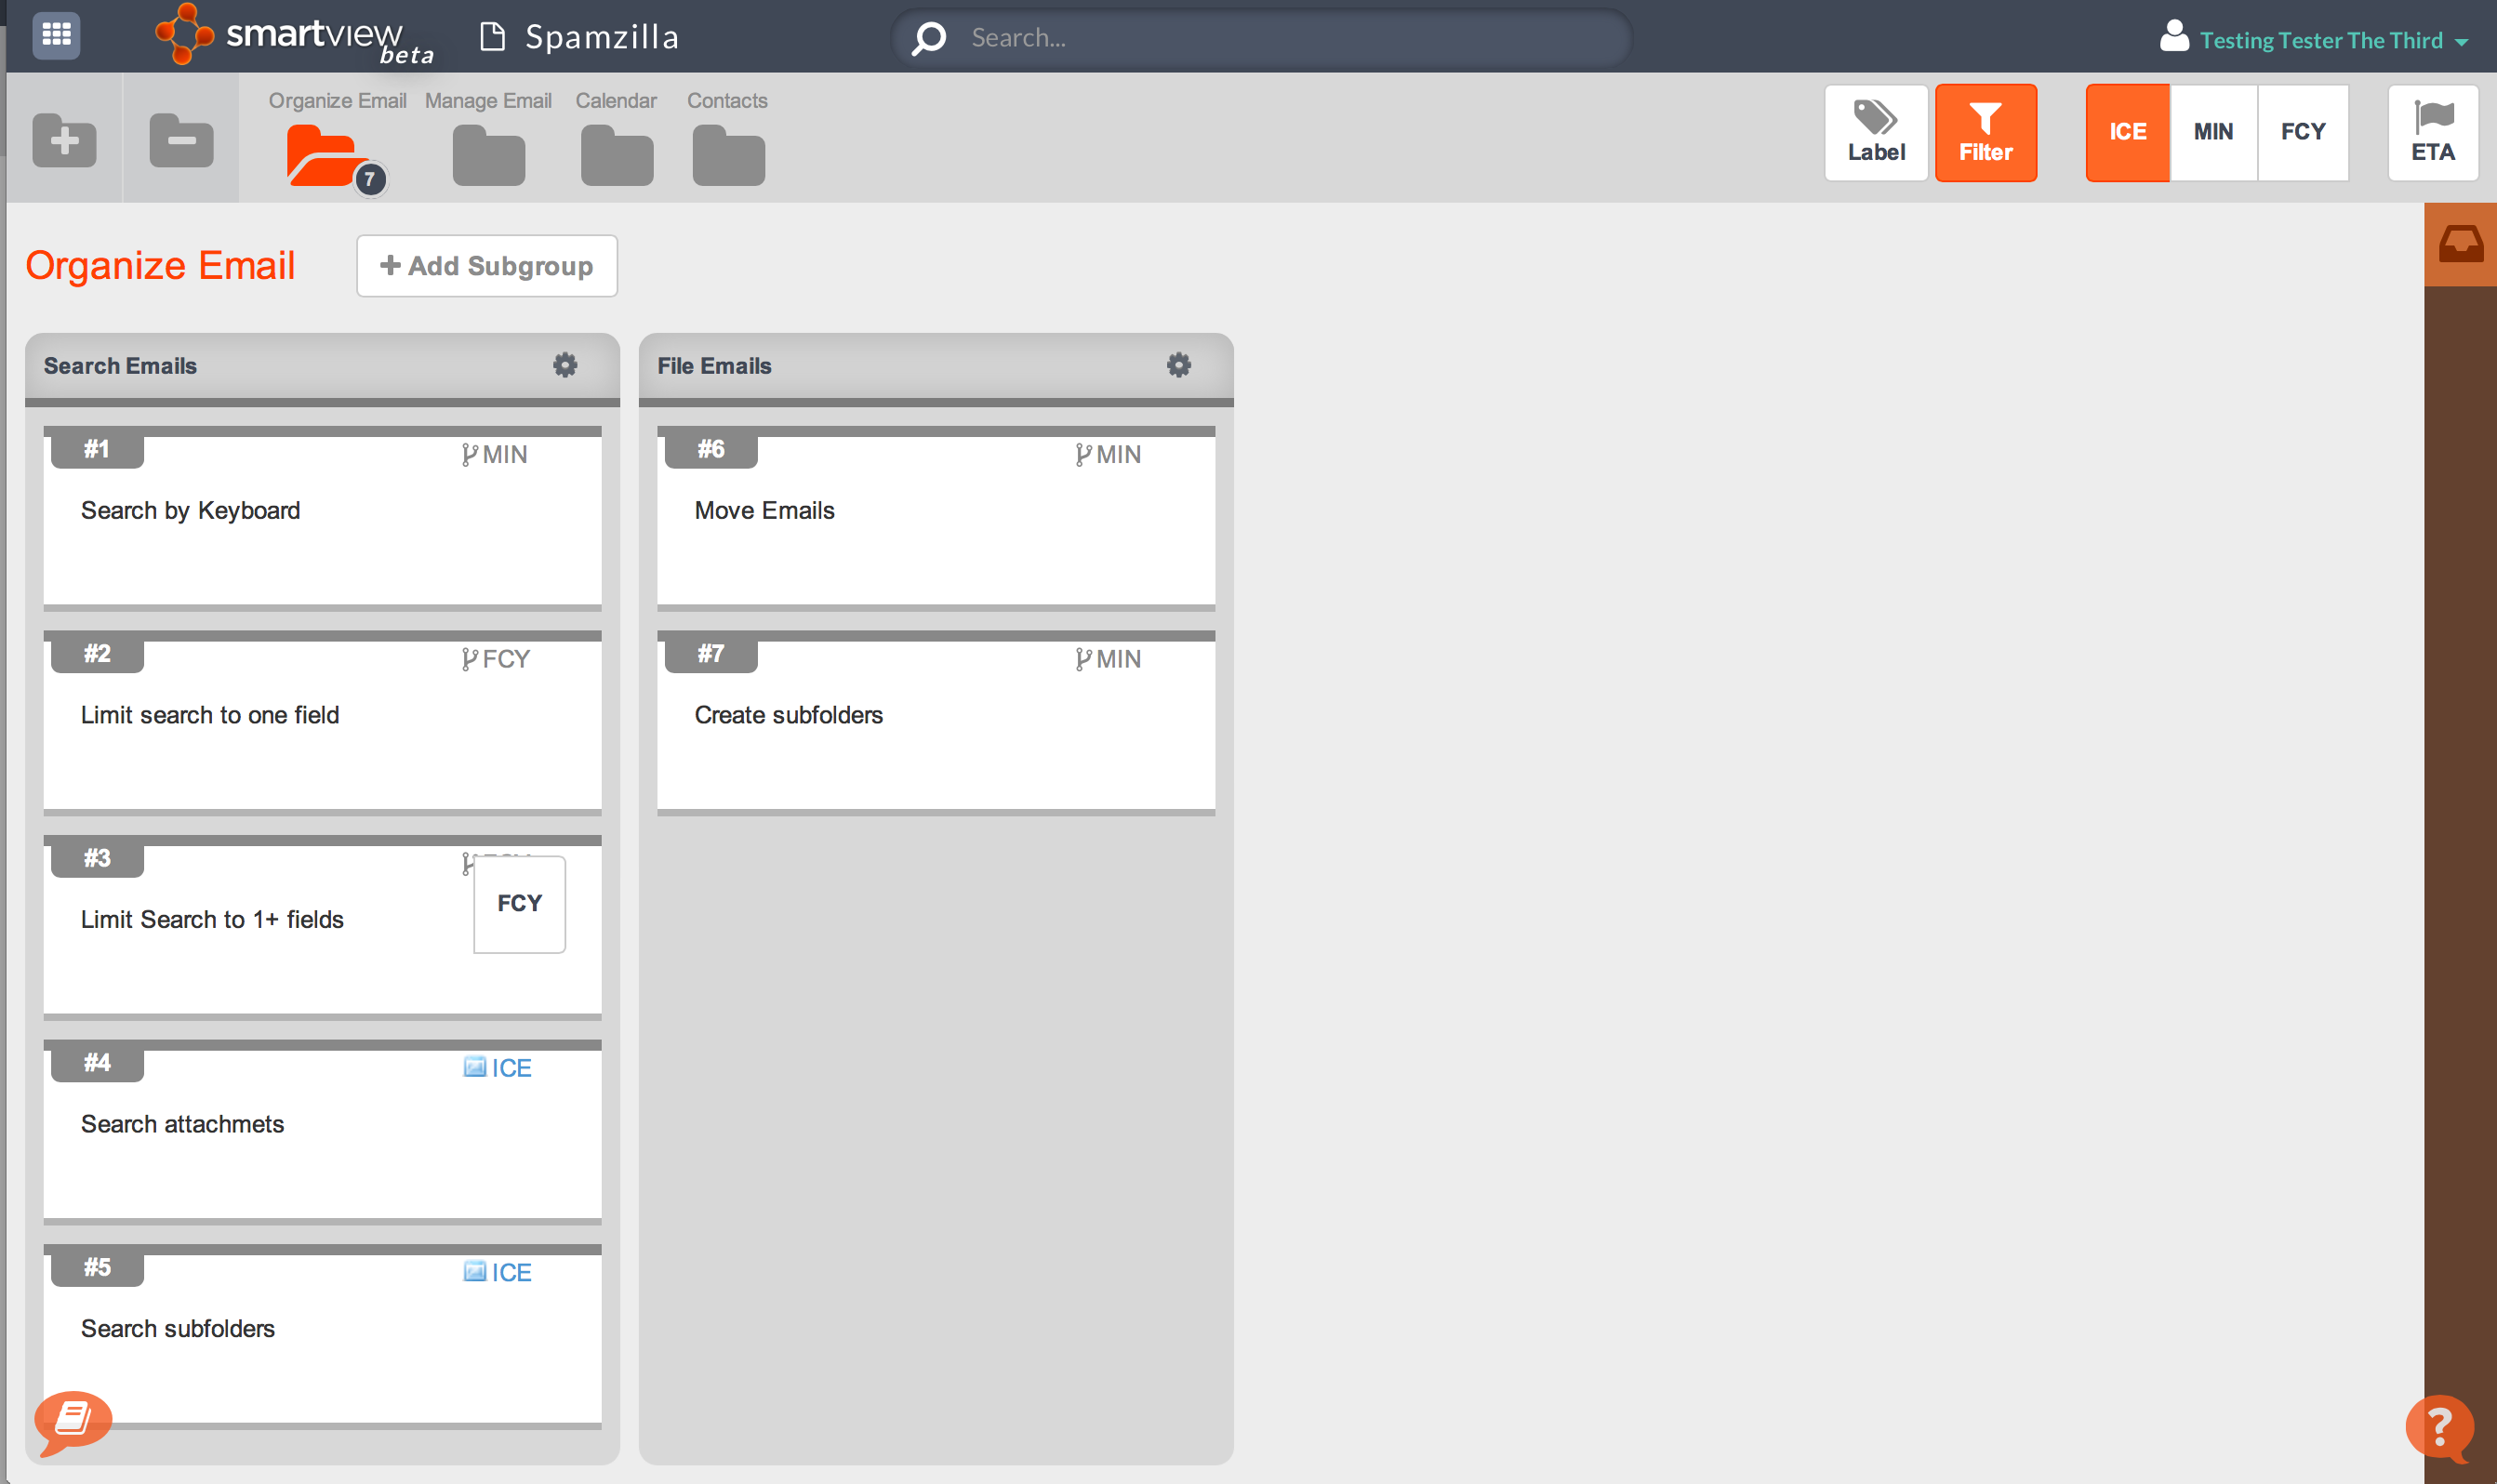 smartview
beta
Spamzilla
Search...
Testing Tester The Third
Organize Email
Manage Email
Calendar
Contacts
7
Label
Filter
ICE
MIN
FCY
ETA
Organize Email
Add Subgroup
Search Emails
#1
MIN
Search by Keyboard
#2
FCY
Limit search to one field
#3
FCY
Limit Search to 1+ fields
#4
ICE
Search attachmets
#5
ICE
Search subfolders
File Emails
#6
MIN
Move Emails
#7
MIN
Create subfolders
?